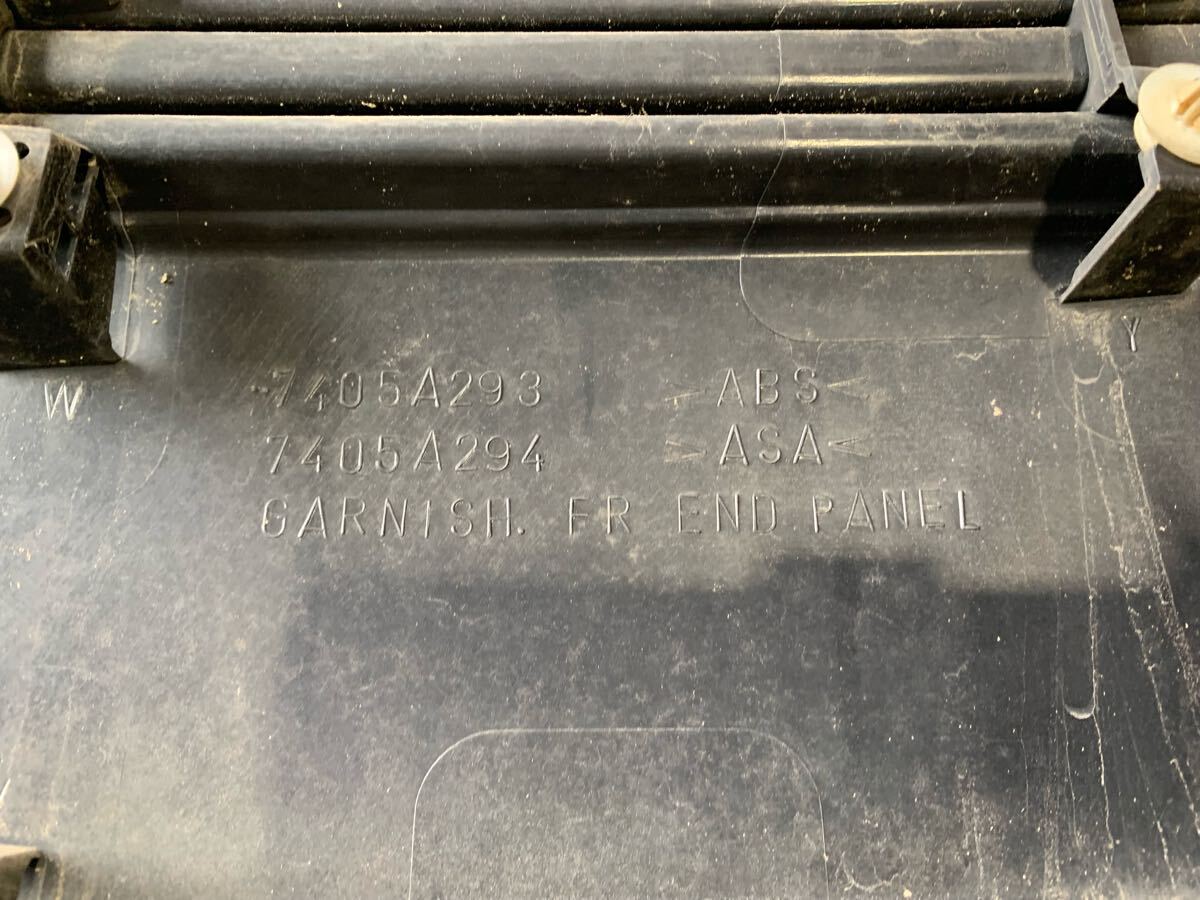 Y
W
-7405A293 >ABS<
7405A294 >ASA<
GARNISH. FR END PANEL